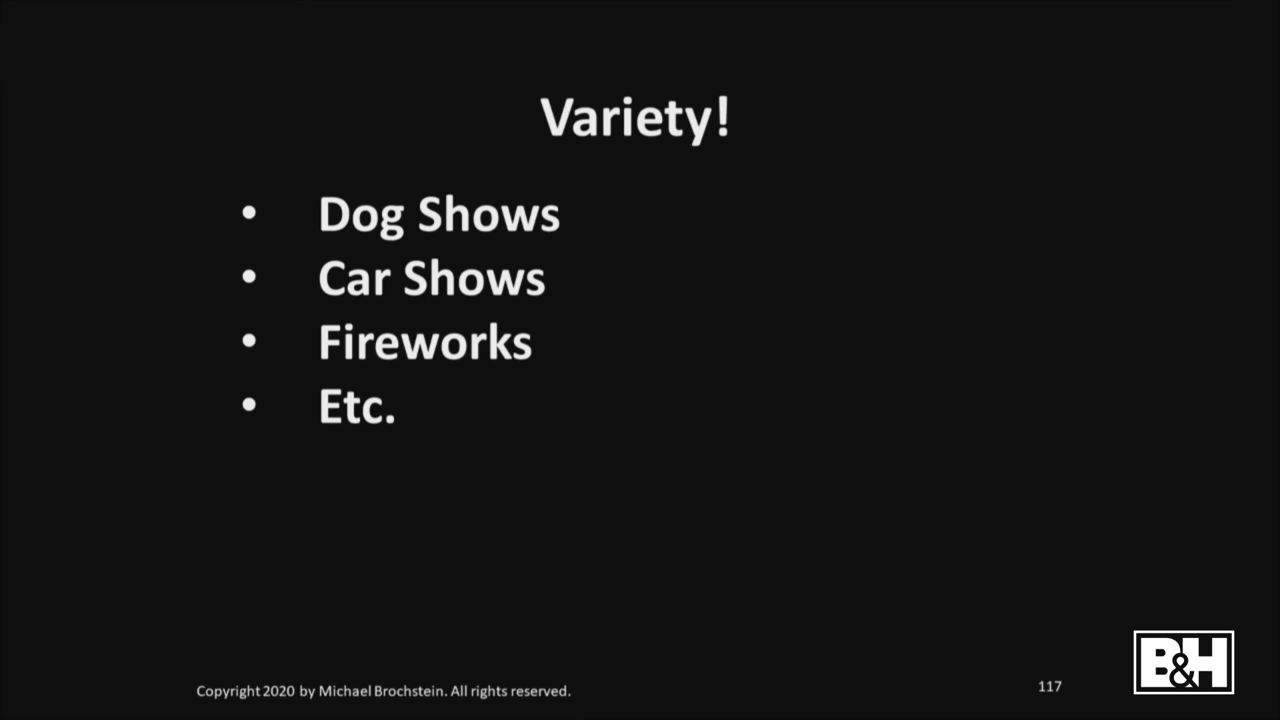 Variety!
• Dog Shows
• Car Shows
• Fireworks
• Etc.
Copyright 2020 by Michael Brochstein. All rights reserved.
117
B&H